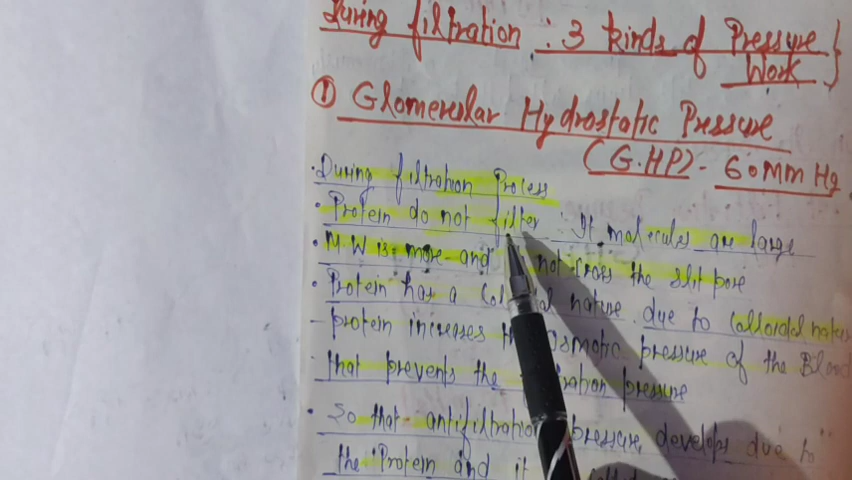 During filtration : 3 kinds of Pressure
Work }
① Glomerular Hydrostatic Pressure
(G.HP) - 60MM Hg
• During filtration Process
• Protein do not filter : It molecules are large
• M.W is more and not cross the slit pore
• Protein has a nature due to Colloidal nature
- protein increases Osmotic pressure of the Blood
that prevents the pressure
• So that antifiltration pressure develops due to
the Protein and it